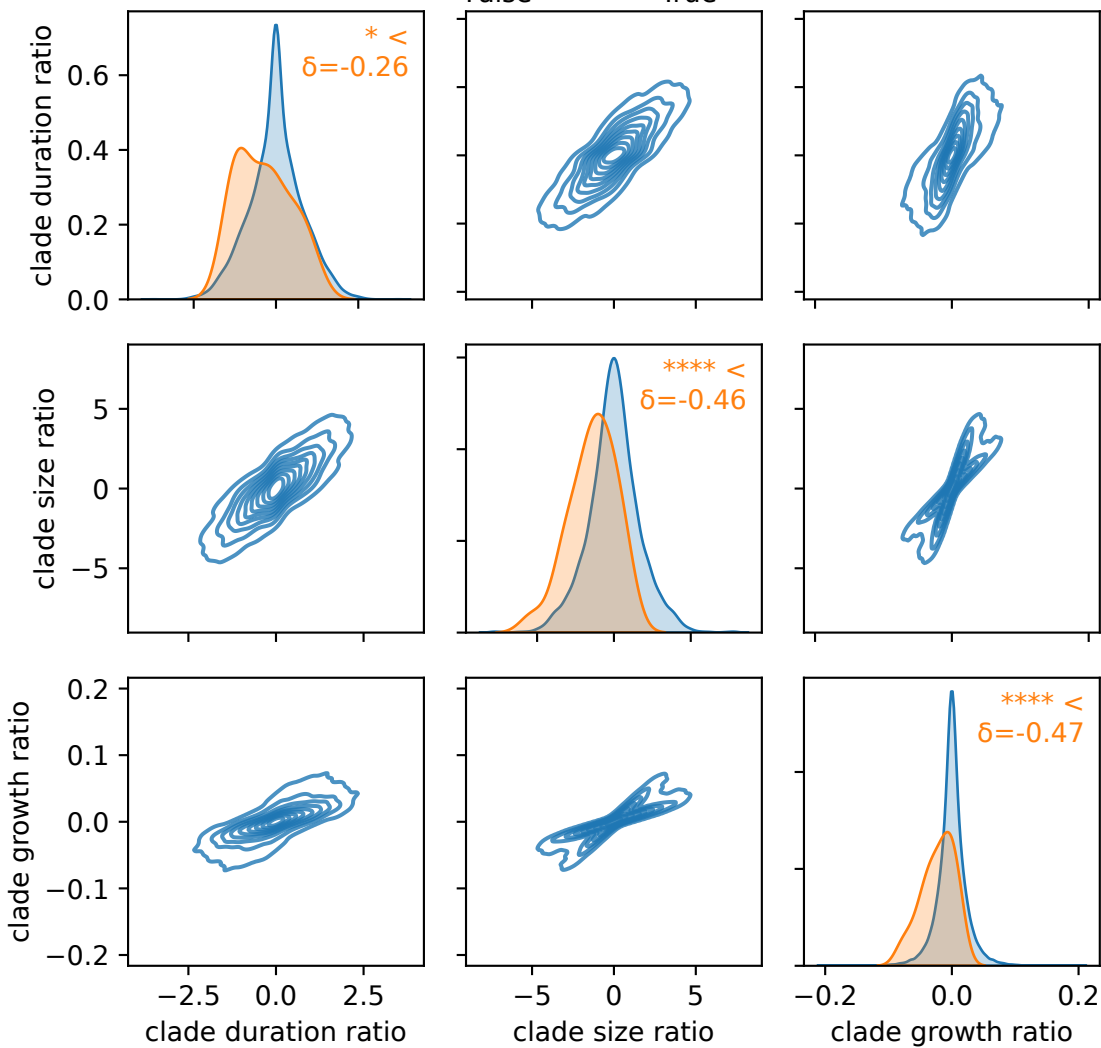 clade duration ratio
0.6
0.4
0.2
0.0
* <
δ=-0.26
clade size ratio
5
0
−5
**** <
δ=-0.46
clade growth ratio
0.2
0.1
0.0
−0.1
−0.2
**** <
δ=-0.47
−2.5 0.0 2.5
−5 0 5
−0.2 0.0 0.2
clade duration ratio
clade size ratio
clade growth ratio